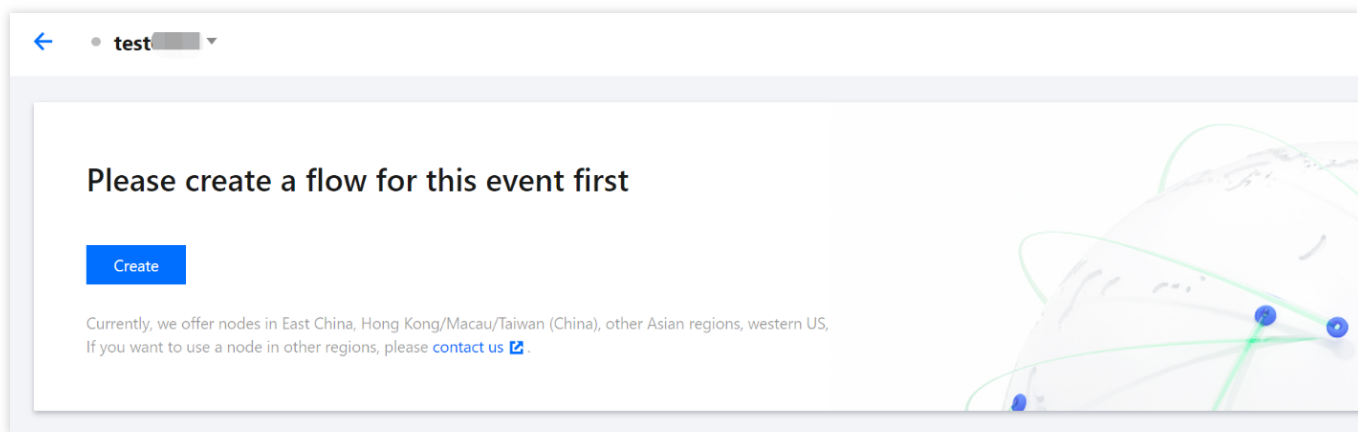 test
Please create a flow for this event first
Create
Currently, we offer nodes in East China, Hong Kong/Macau/Taiwan (China), other Asian regions, western US,
If you want to use a node in other regions, please contact us .